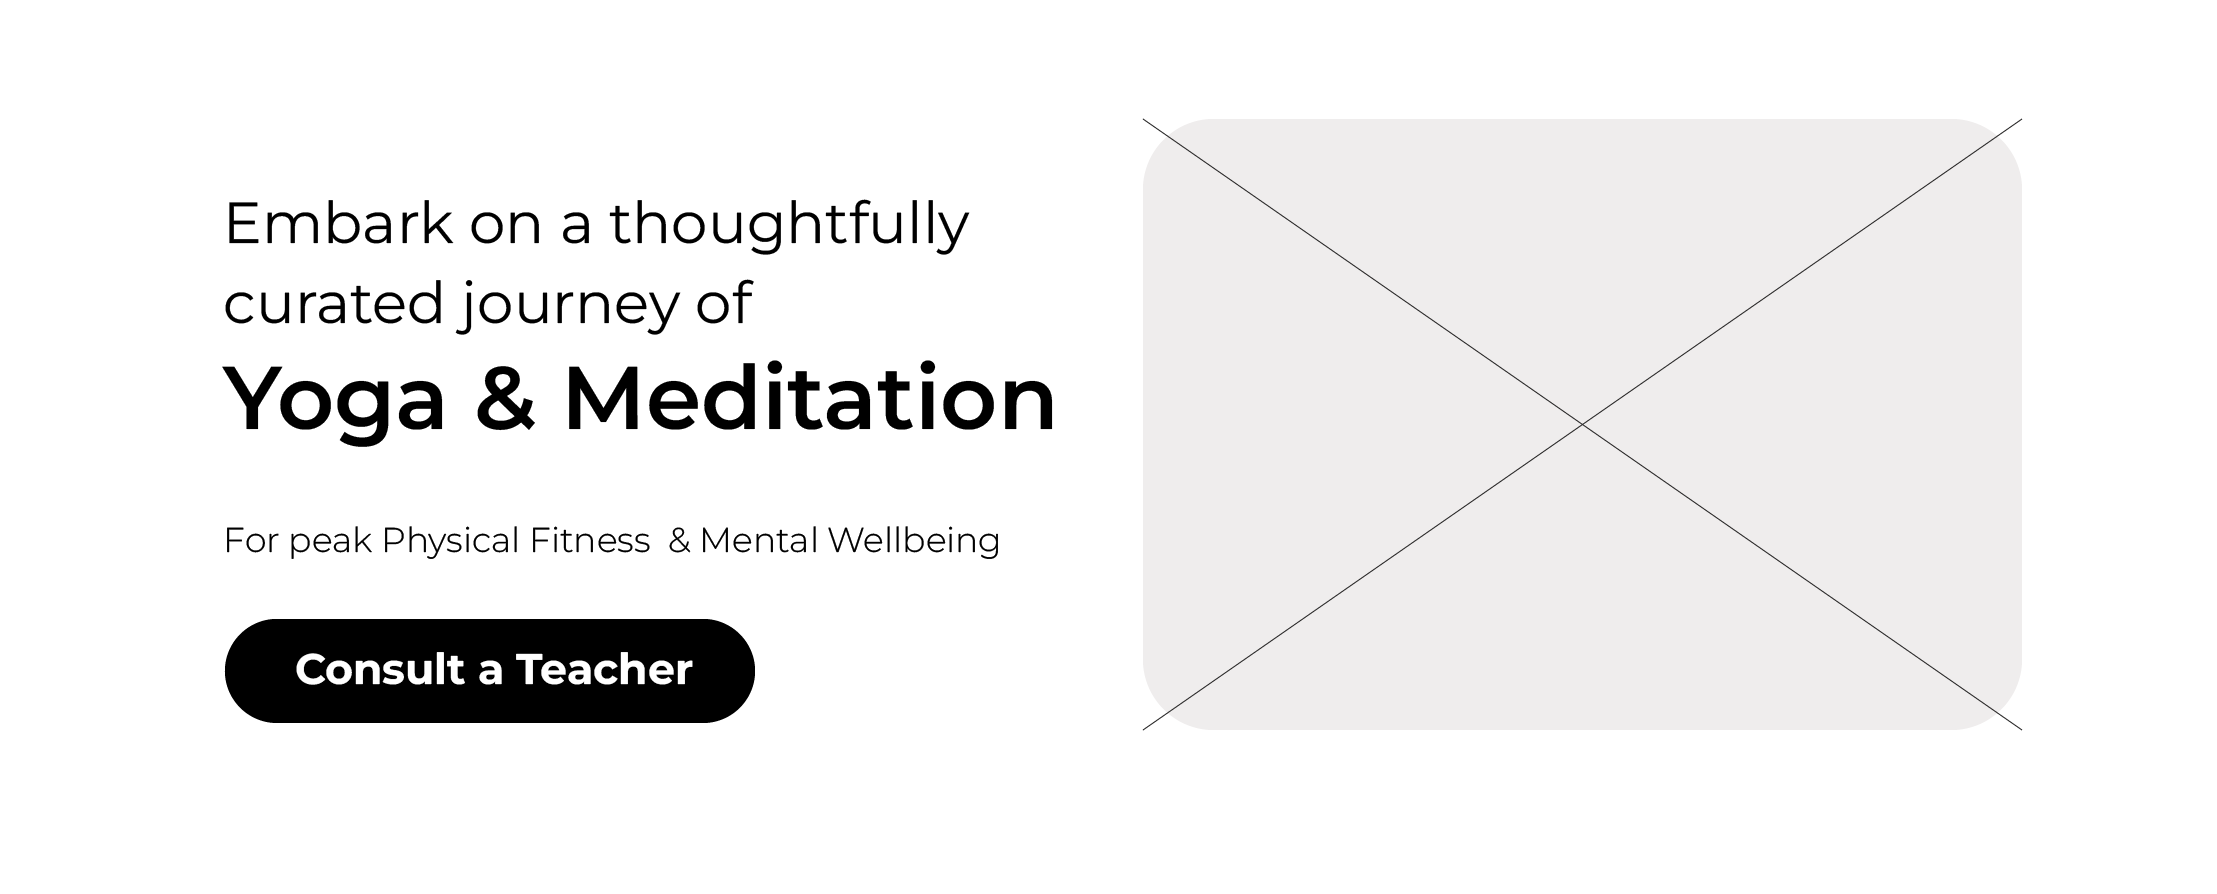 Embark on a thoughtfully
curated journey of
Yoga & Meditation
For peak Physical Fitness  & Mental Wellbeing
Consult a Teacher